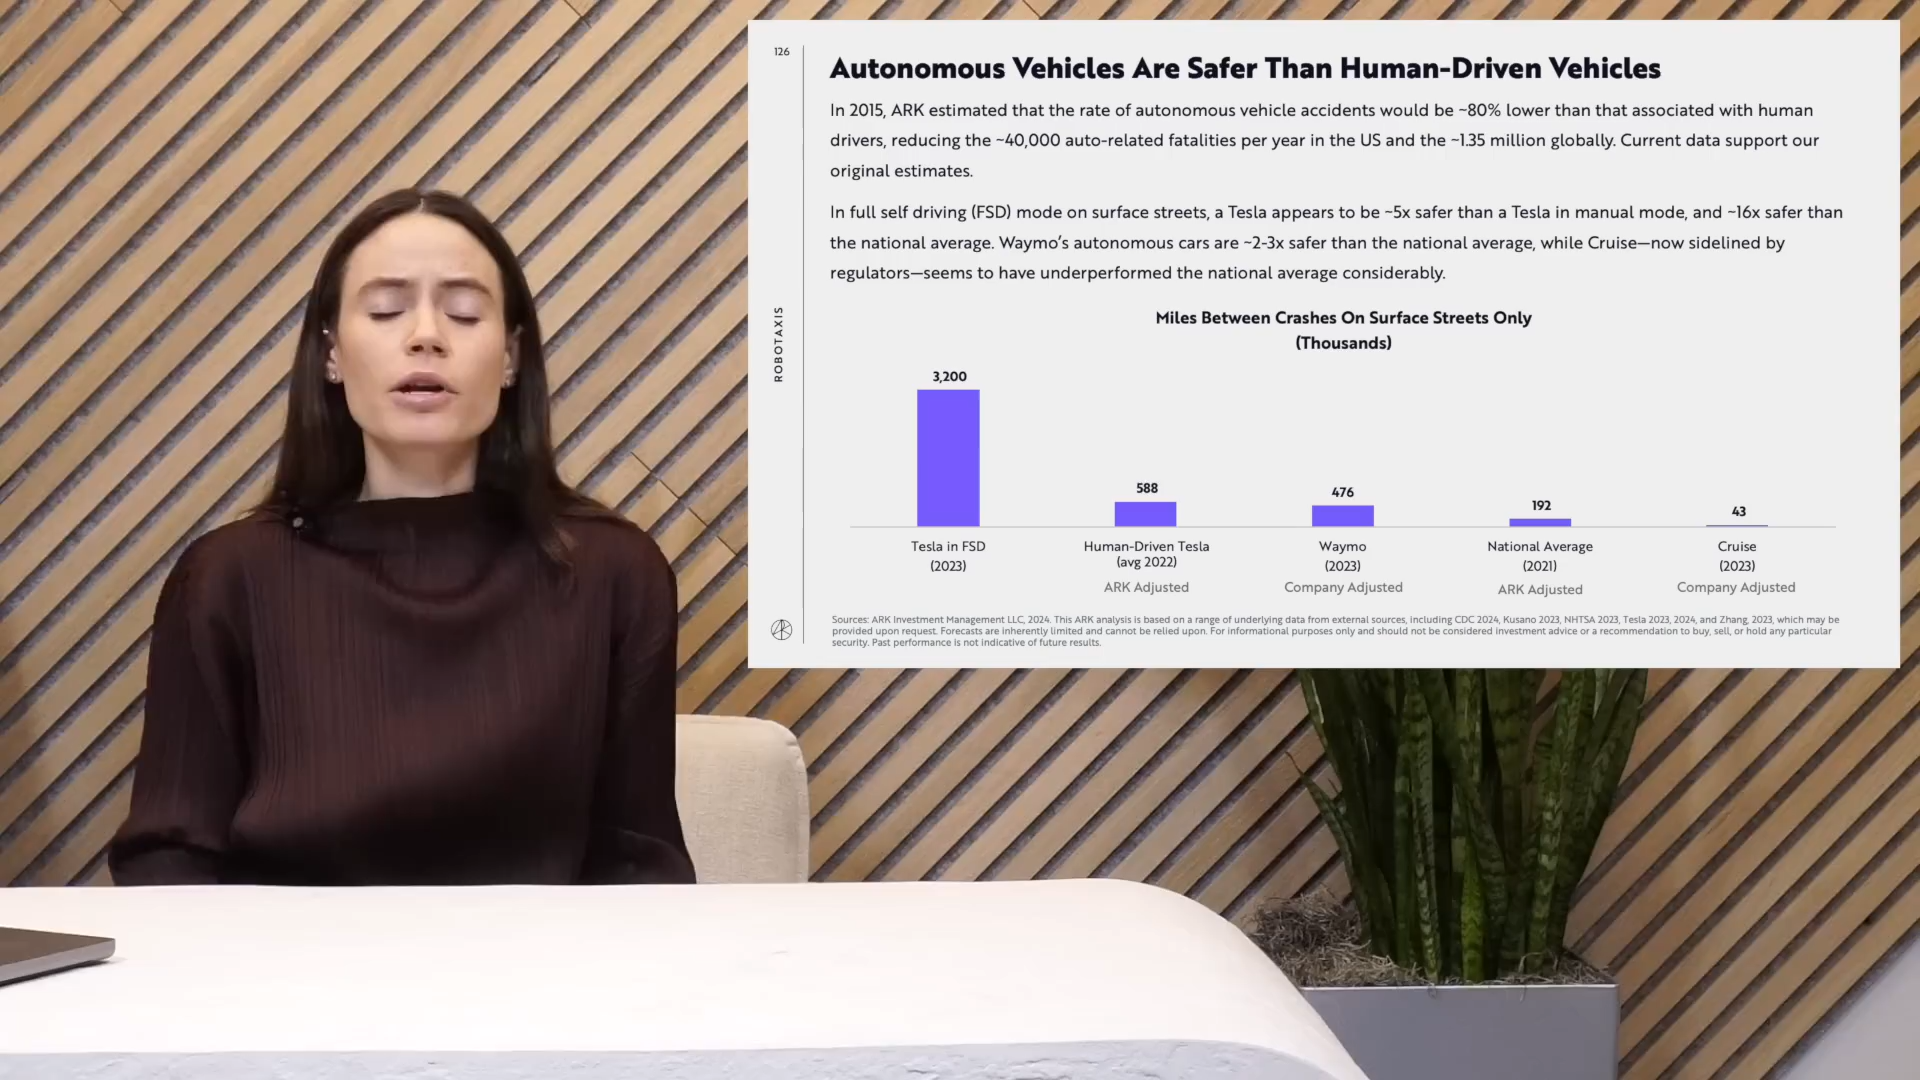 126
Autonomous Vehicles Are Safer Than Human-Driven Vehicles
In 2015, ARK estimated that the rate of autonomous vehicle accidents would be ~80% lower than that associated with human
drivers, reducing the ~40,000 auto-related fatalities per year in the US and the ~1.35 million globally. Current data support our
original estimates.
In full self driving (FSD) mode on surface streets, a Tesla appears to be ~5x safer than a Tesla in manual mode, and ~16x safer than
the national average. Waymo’s autonomous cars are ~2-3x safer than the national average, while Cruise—now sidelined by
regulators—seems to have underperformed the national average considerably.
ROBOTAXIS
Miles Between Crashes On Surface Streets Only
(Thousands)
3,200
588
476
192
43
Tesla in FSD
(2023)
Human-Driven Tesla
(avg 2022)
ARK Adjusted
Waymo
(2023)
Company Adjusted
National Average
(2021)
ARK Adjusted
Cruise
(2023)
Company Adjusted
Sources: ARK Investment Management LLC, 2024. This ARK analysis is based on a range of underlying data from external sources, including CDC 2024, Kusano 2023, NHTSA 2023, Tesla 2023, 2024, and Zhang, 2023, which may be
provided upon request. Forecasts are inherently limited and cannot be relied upon. For informational purposes only and should not be considered investment advice or a recommendation to buy, sell, or hold any particular
security. Past performance is not indicative of future results.